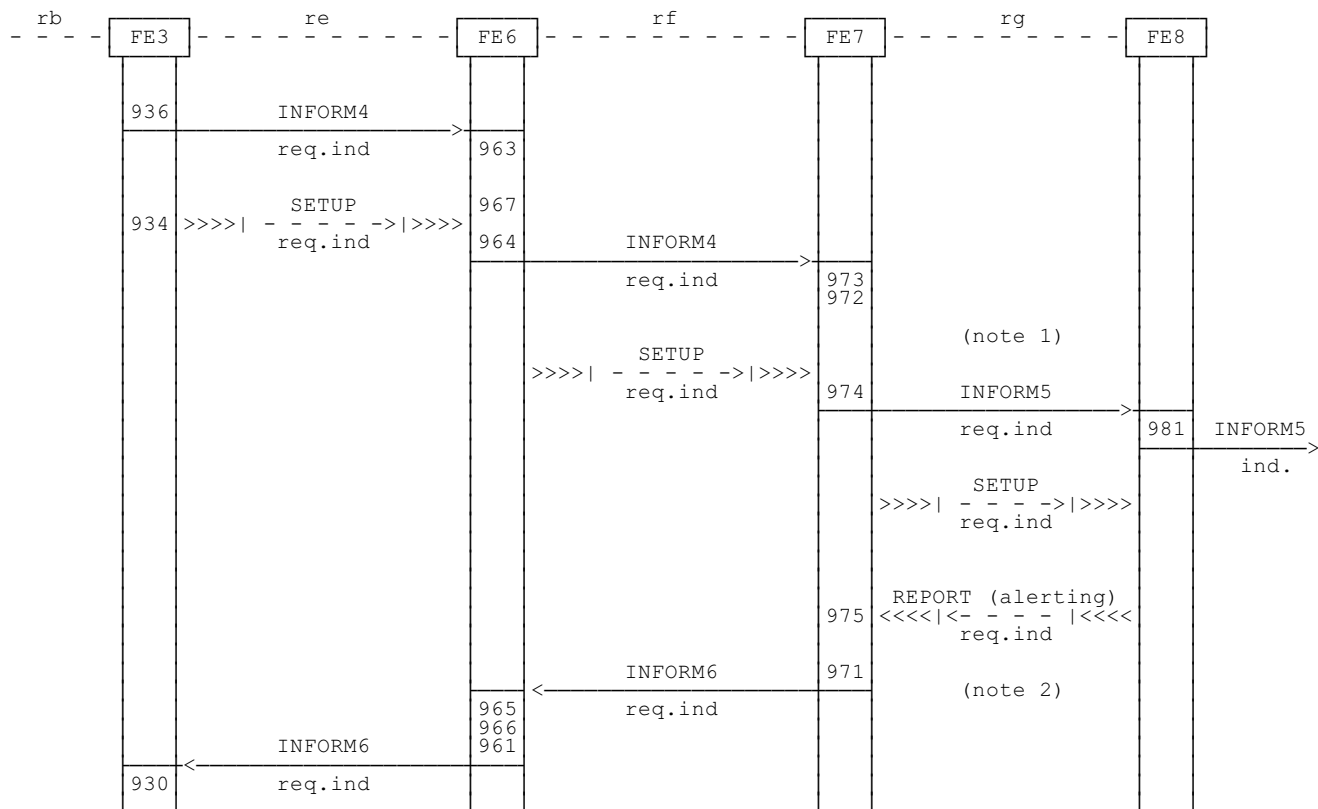 rb re rf rg
FE3 FE6 FE7 FE8
936 INFORM4
req.ind 963
SETUP 967
934 >>>>| - - - - ->|>>>>
req.ind 964 INFORM4
req.ind 973
972
(note 1)
SETUP
>>>>| - - - - ->|>>>>
req.ind 974 INFORM5
req.ind 981 INFORM5
ind.
SETUP
>>>>| - - - ->|>>>>
req.ind
REPORT (alerting)
975 <<<<|<- - - - |<<<<
req.ind
INFORM6 971
(note 2)
965 req.ind
966
INFORM6 961
930 req.ind